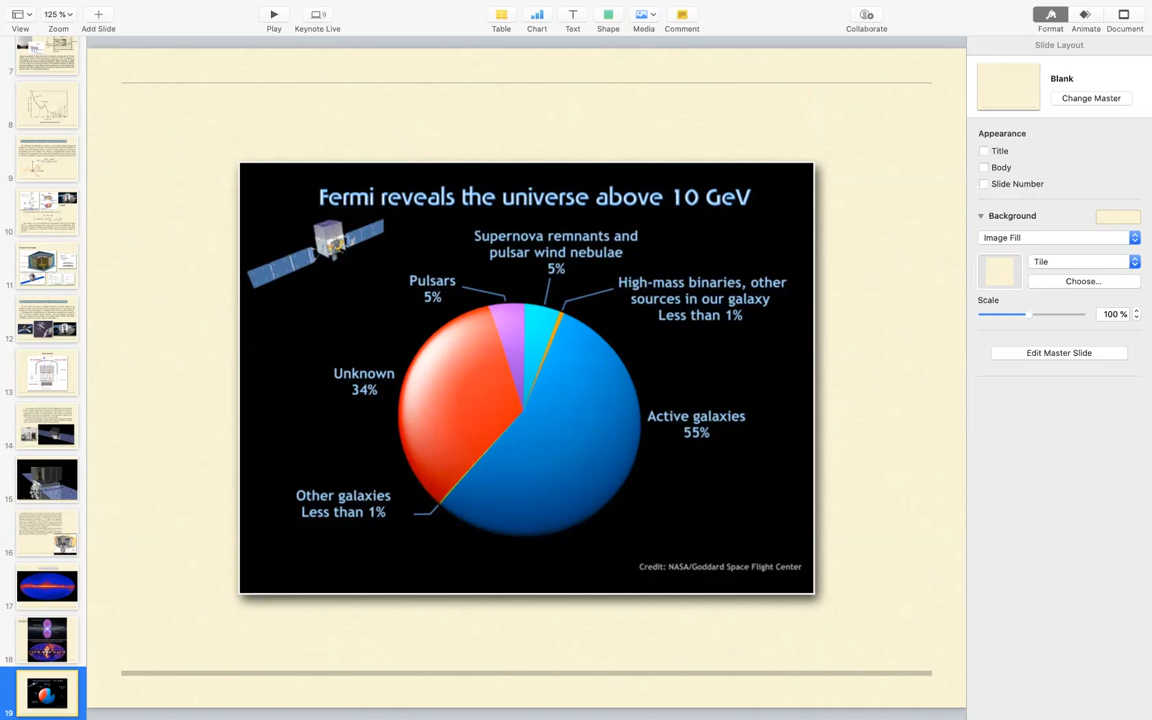 125 %
View
Zoom
Add Slide
Play
Keynote Live
Table
Chart
Text
Shape
Media
Comment
Collaborate
Format
Animate
Document
7
8
9
10
11
12
13
14
15
16
17
18
19
Fermi reveals the universe above 10 GeV
Supernova remnants and
pulsar wind nebulae
5%
Pulsars
5%
High-mass binaries, other
sources in our galaxy
Less than 1%
Unknown
34%
Active galaxies
55%
Other galaxies
Less than 1%
Credit: NASA/Goddard Space Flight Center
Slide Layout
Blank
Change Master
Appearance
Title
Body
Slide Number
Background
Image Fill
Tile
Choose...
Scale
100 %
Edit Master Slide